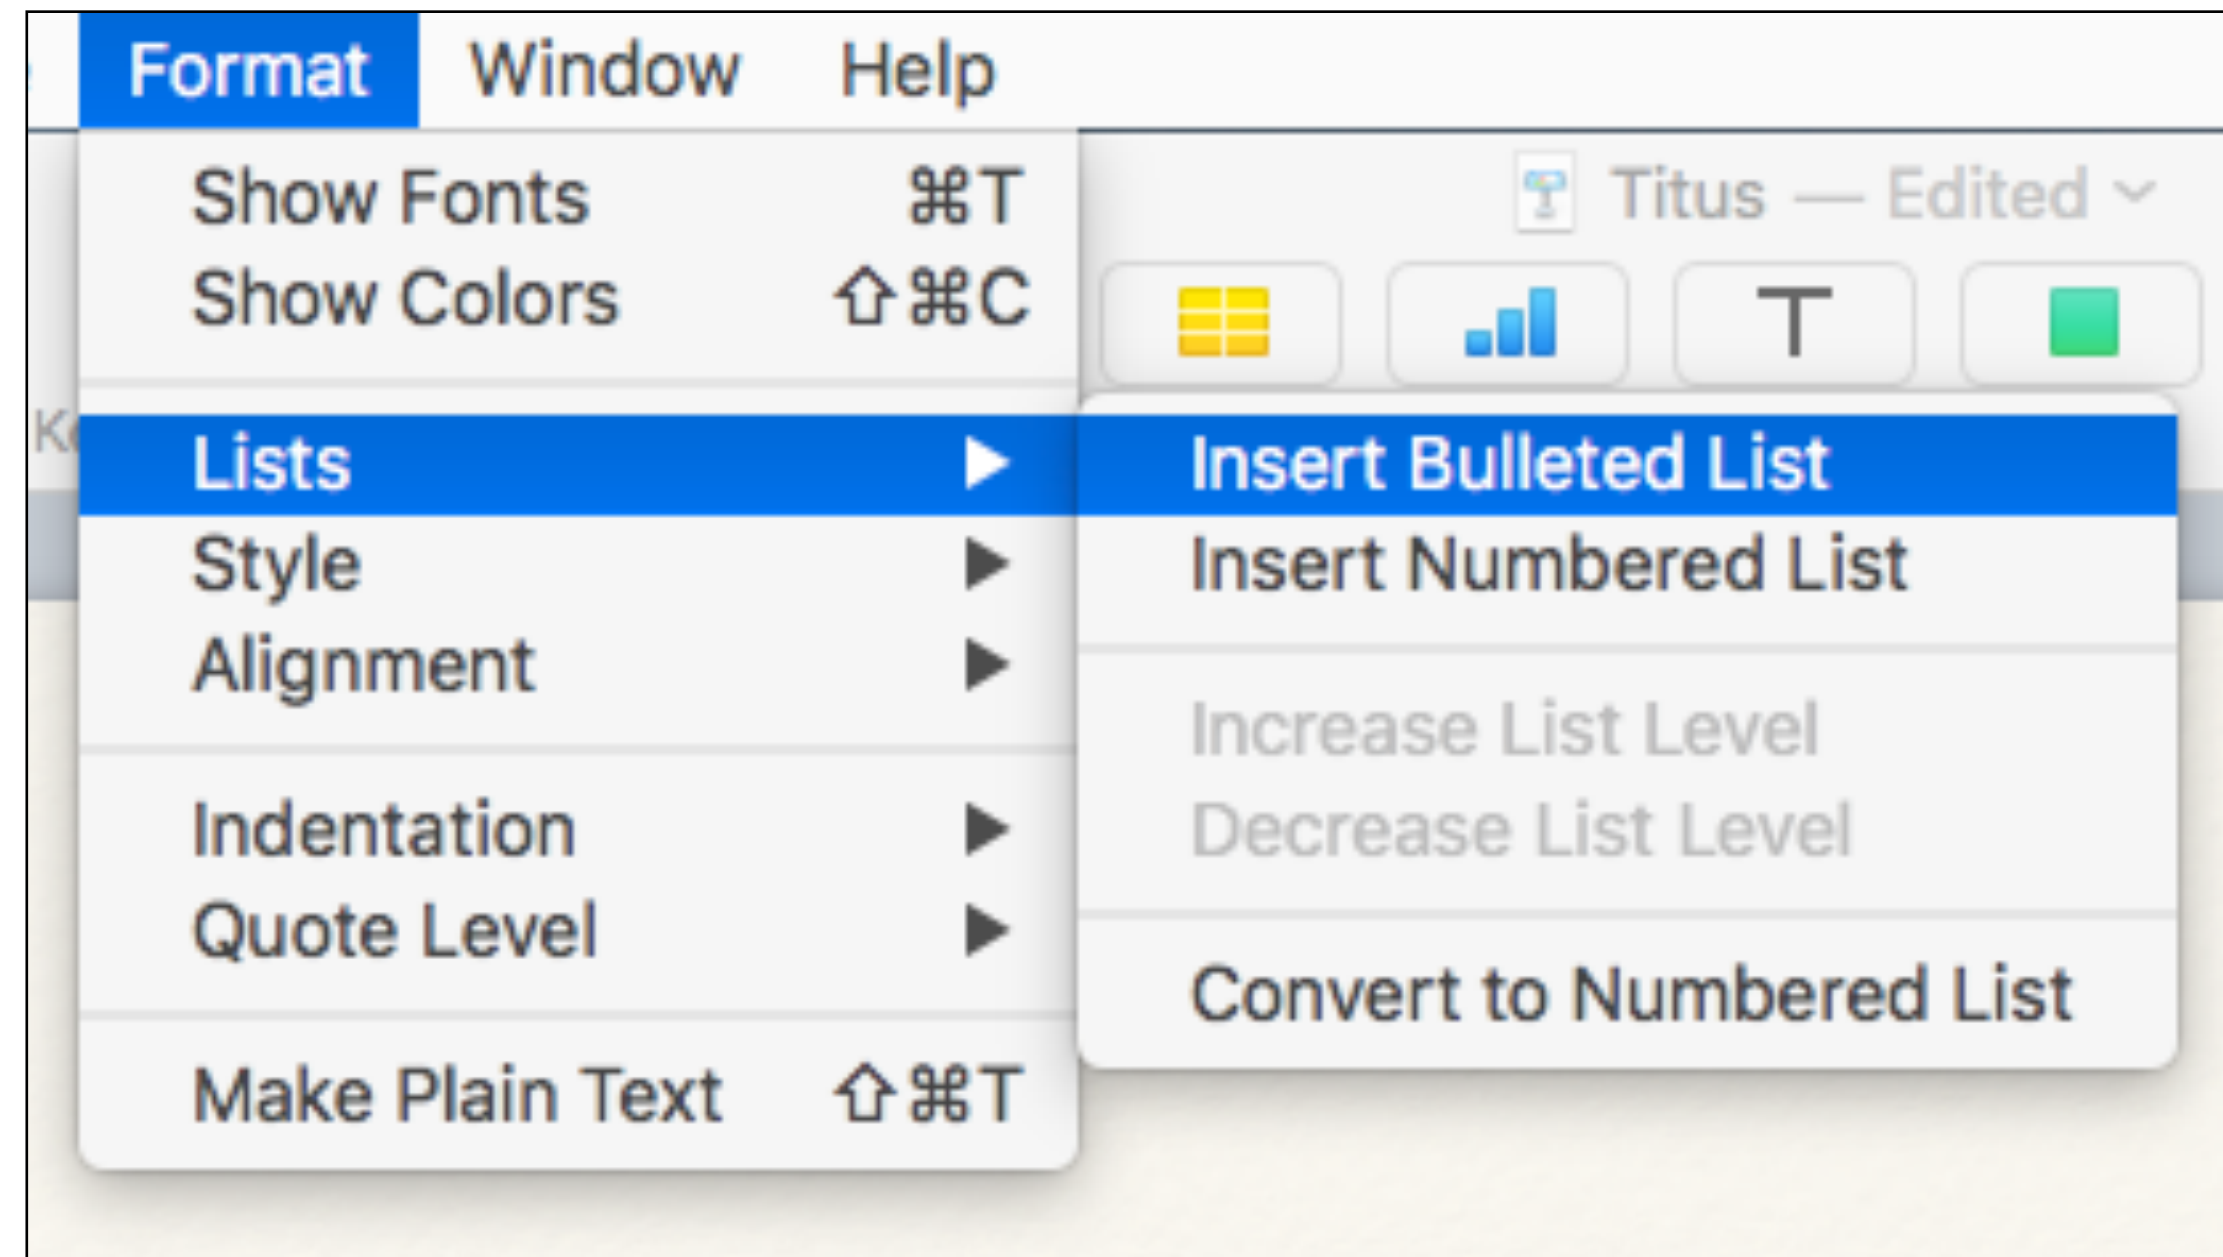 Format Window Help
Show Fonts ⌘T
Titus — Edited
Show Colors ⇧⌘C
T
Lists
Insert Bulleted List
Style
Insert Numbered List
Alignment
Increase List Level
Indentation
Decrease List Level
Quote Level
Convert to Numbered List
Make Plain Text ⇧⌘T